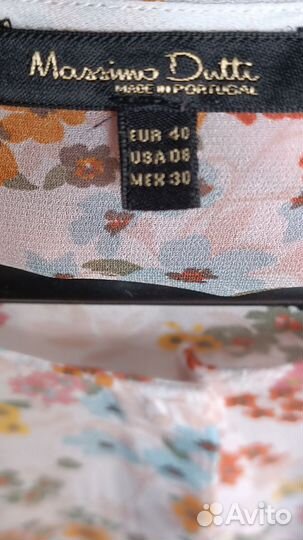 Massimo Dutti
MADE IN PORTUGAL
EUR 40
USA 08
MEX 30
Avito